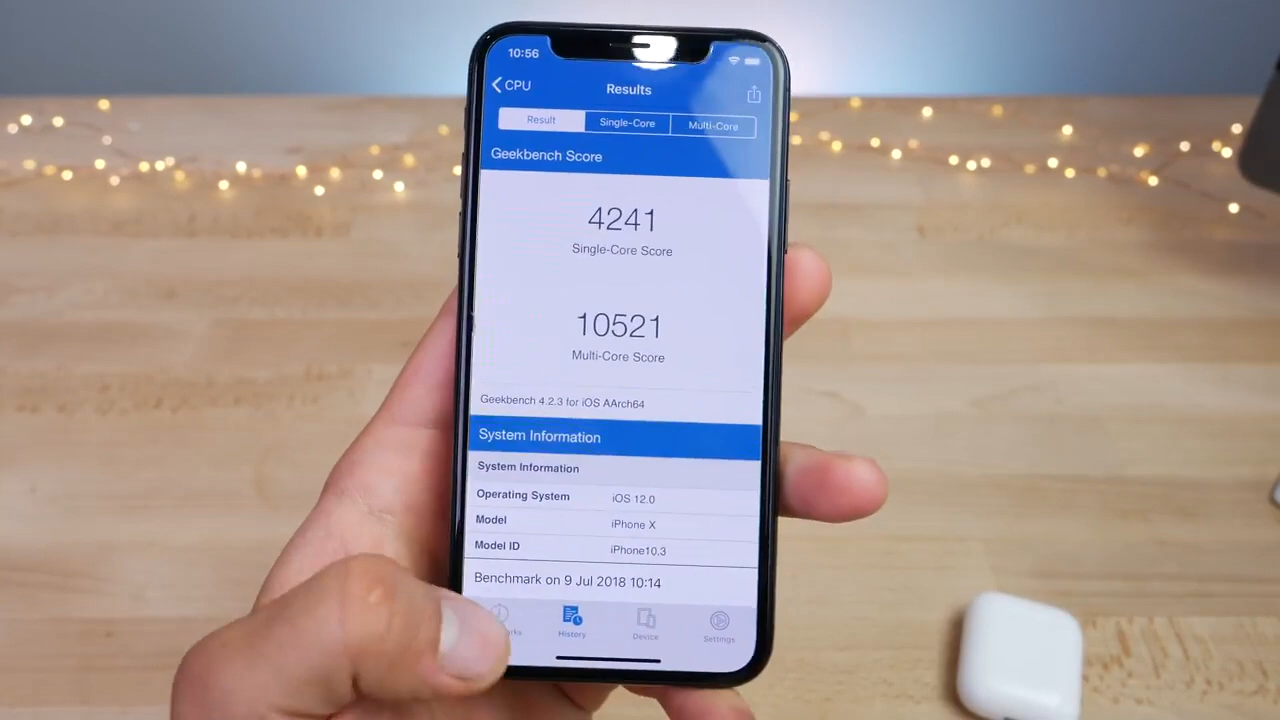 10:56
CPU
Results
Result Single-Core Multi-Core
Geekbench Score
4241
Single-Core Score
10521
Multi-Core Score
Geekbench 4.2.3 for iOS AArch64
System Information
System Information
Operating System iOS 12.0
Model iPhone X
Model ID iPhone10.3
Benchmark on 9 Jul 2018 10:14
History Device Settings